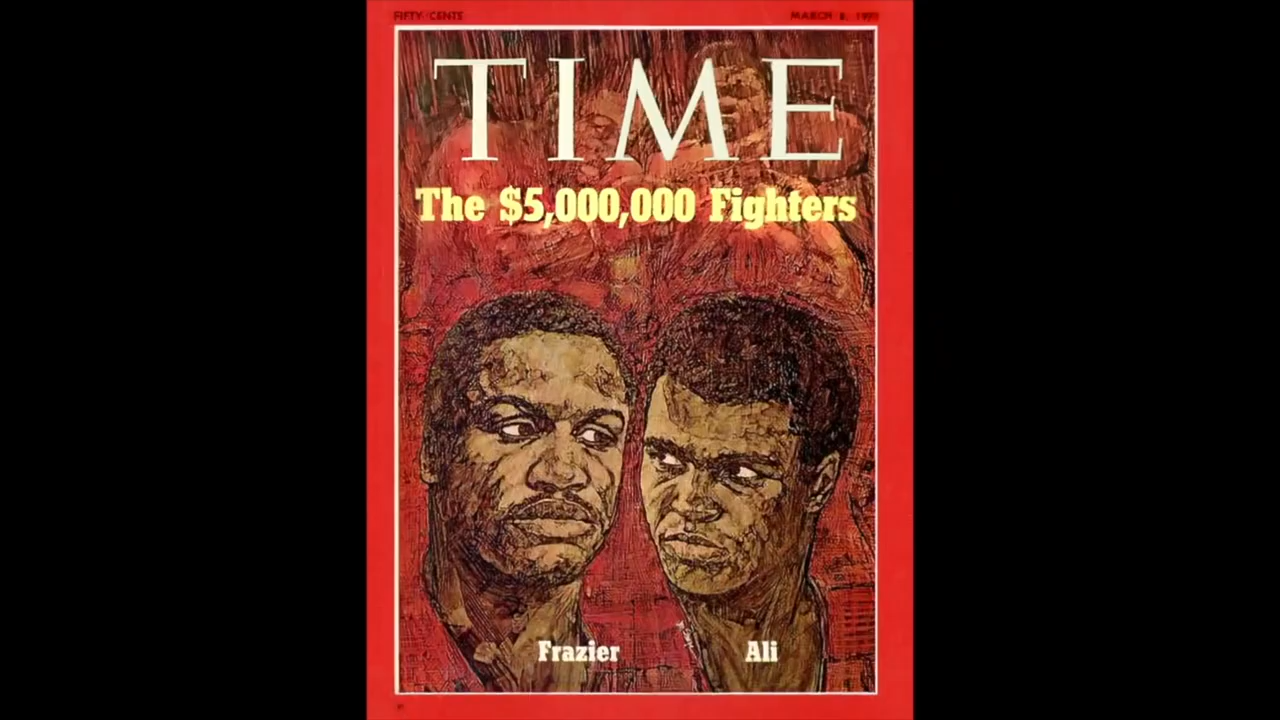 FIFTY CENTS MARCH 8, 1971
TIME
The $5,000,000 Fighters
Frazier Ali